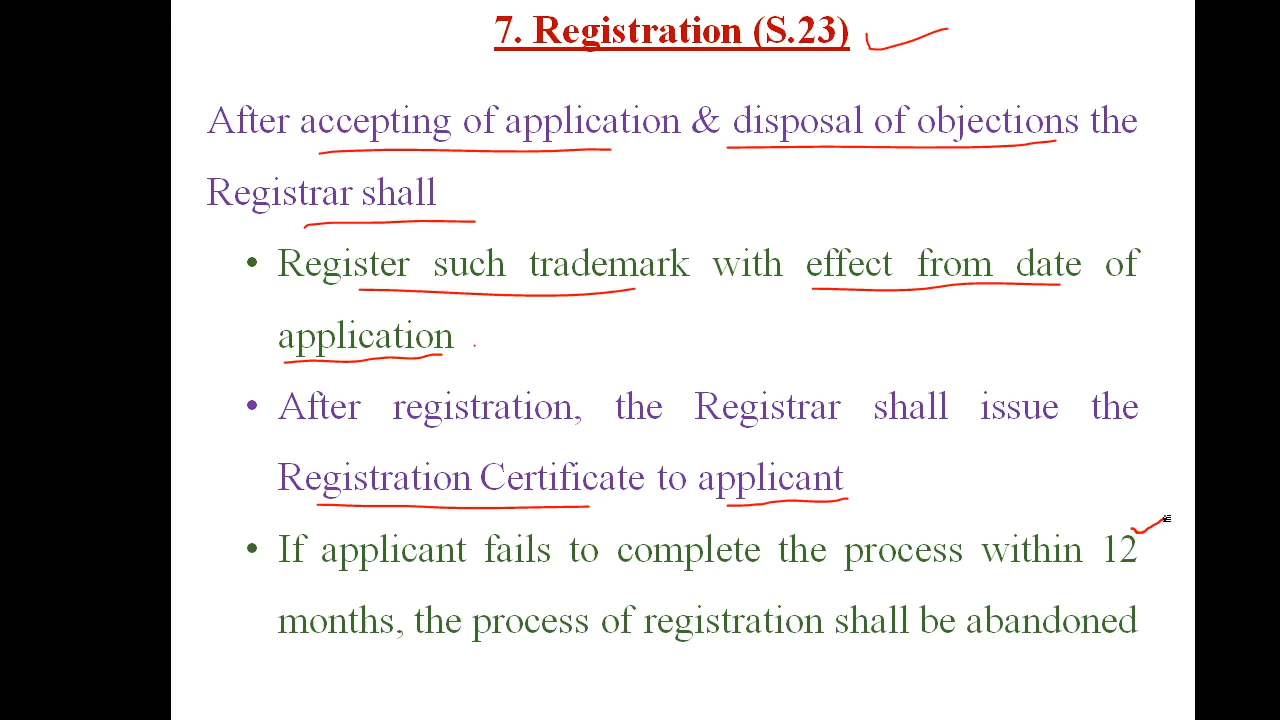 7. Registration (S.23)
After accepting of application & disposal of objections the
Registrar shall
• Register such trademark with effect from date of
application
• After registration, the Registrar shall issue the
Registration Certificate to applicant
• If applicant fails to complete the process within 12
months, the process of registration shall be abandoned